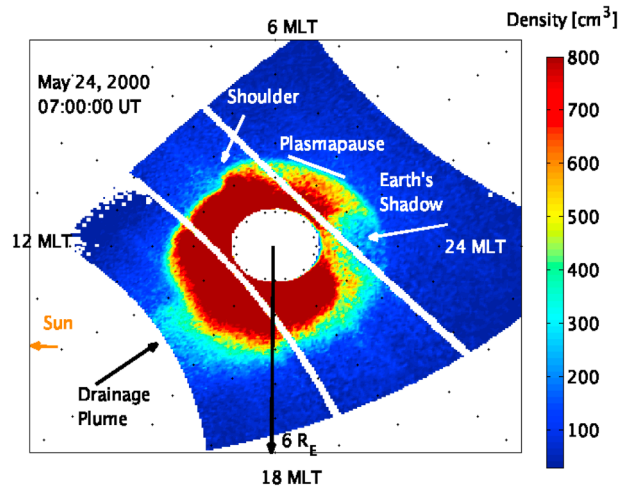 Density [cm³]
6 MLT
May 24, 2000
07:00:00 UT
Shoulder
Plasmapause
Earth's
Shadow
12 MLT
24 MLT
Sun
Drainage
Plume
6 R_E
18 MLT
800
700
600
500
400
300
200
100